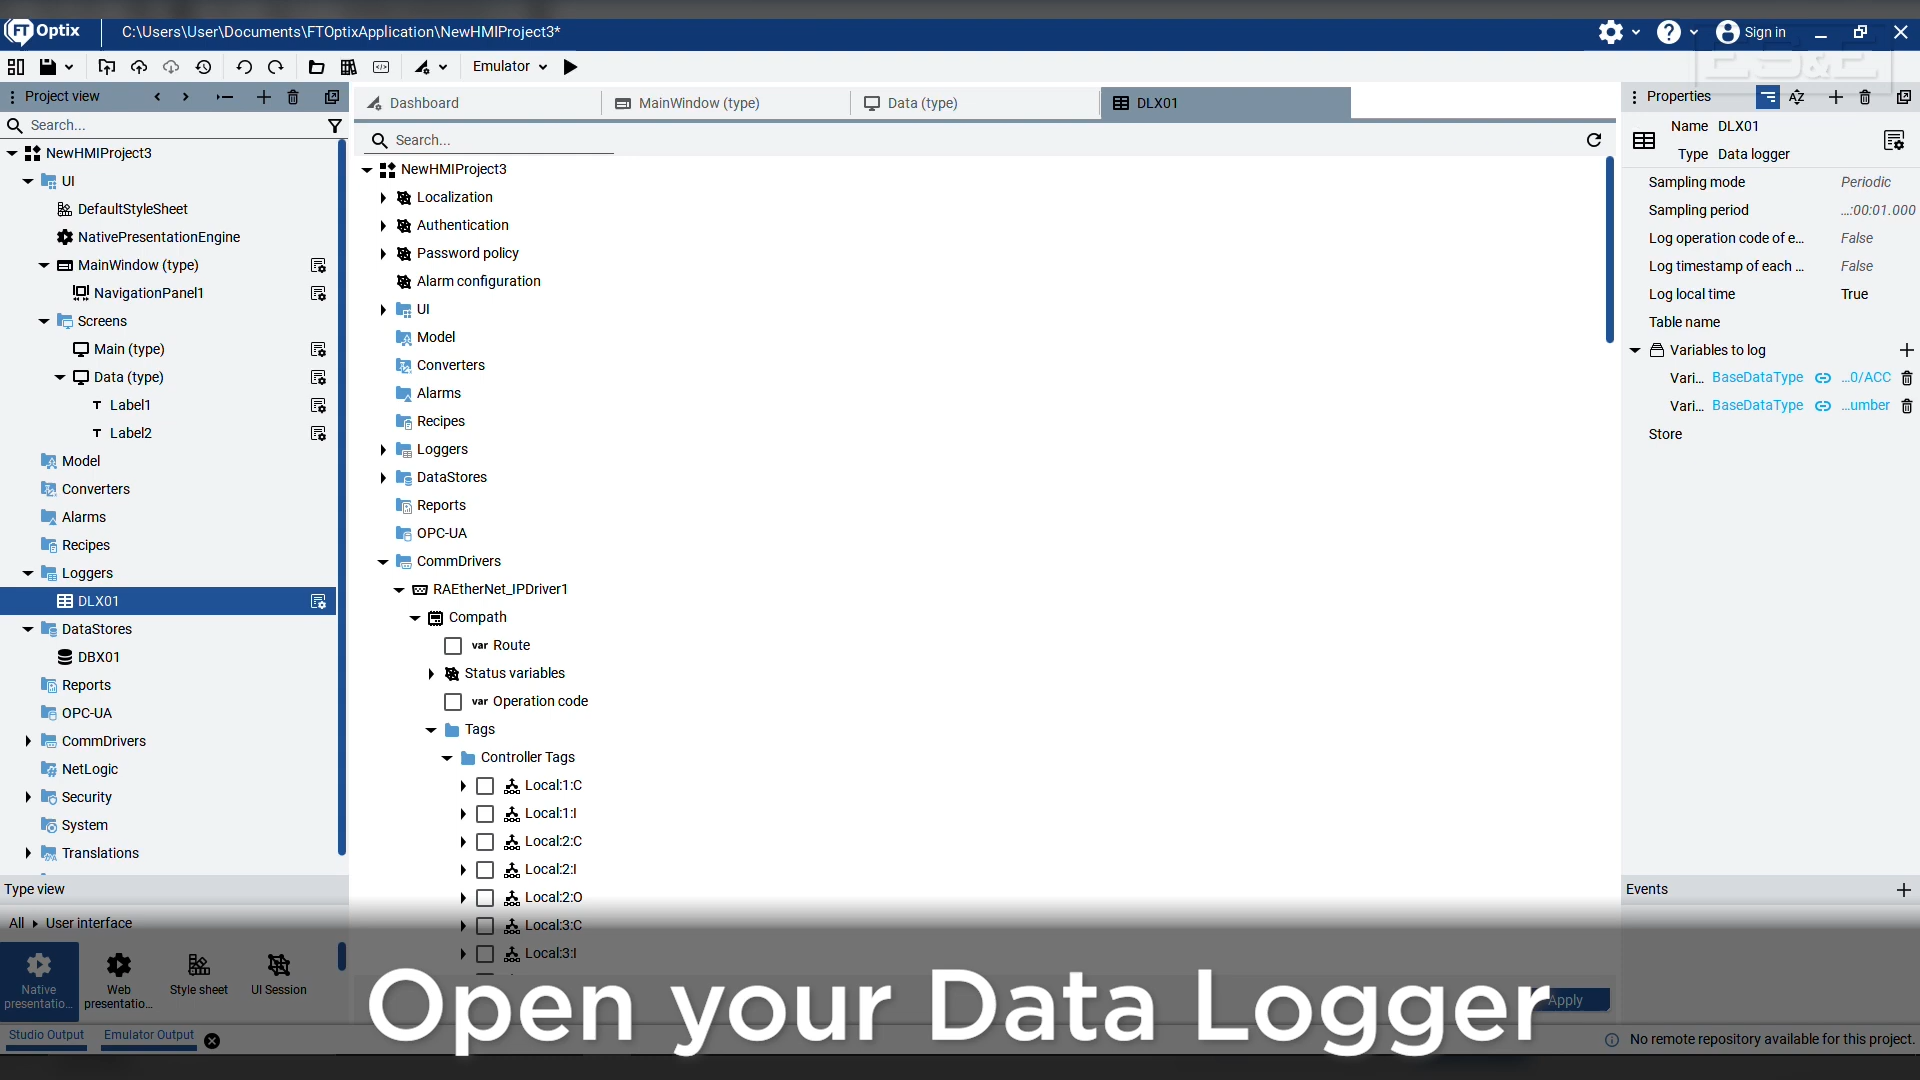 FT Optix
C:\Users\User\Documents\FTOptixApplication\NewHMIProject3*
Sign in
Emulator
ES&E
Project view
Search...
NewHMIProject3
UI
DefaultStyleSheet
NativePresentationEngine
MainWindow (type)
NavigationPanel1
Screens
Main (type)
Data (type)
Label1
Label2
Model
Converters
Alarms
Recipes
Loggers
DLX01
DataStores
DBX01
Reports
OPC-UA
CommDrivers
NetLogic
Security
System
Translations
Type view
All
User interface
Native
presentatio...
Web
presentatio...
Style sheet
UI Session
Studio Output
Emulator Output
Dashboard
MainWindow (type)
Data (type)
DLX01
Search...
NewHMIProject3
Localization
Authentication
Password policy
Alarm configuration
UI
Model
Converters
Alarms
Recipes
Loggers
DataStores
Reports
OPC-UA
CommDrivers
RAEtherNet_IPDriver1
Compath
var Route
Status variables
var Operation code
Tags
Controller Tags
Local:1:C
Local:1:I
Local:2:C
Local:2:I
Local:2:O
Local:3:C
Local:3:I
Apply
Open your Data Logger
Properties
Name DLX01
Type Data logger
Sampling mode Periodic
Sampling period ...:00:01.000
Log operation code of e... False
Log timestamp of each ... False
Log local time True
Table name
Variables to log
Vari... BaseDataType ...0/ACC
Vari... BaseDataType ...umber
Store
Events
No remote repository available for this project.